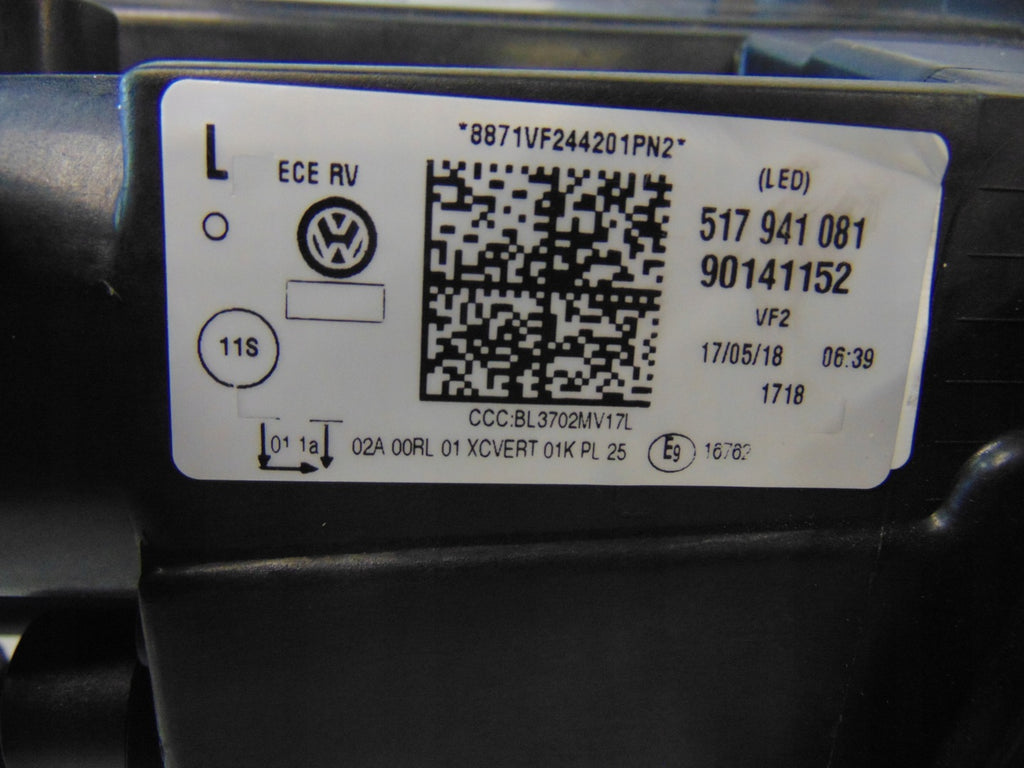 *8871VF244201PN2*
L
ECE RV
(LED)
517 941 081
90141152
VF2
17/05/18 06:39
1718
11S
CCC:BL3702MV17L
01 1a
02A 00RL 01 XCVERT 01K PL 25 E9 16762